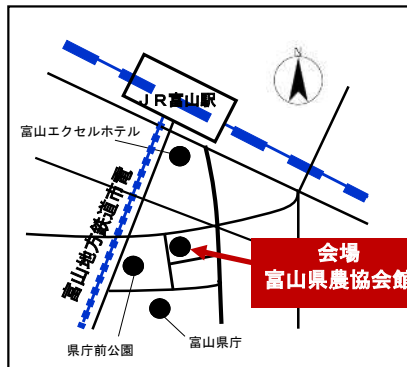 N
JR富山駅
富山エクセルホテル
富山地方鉄道市電
会場
富山県農協会館
県庁前公園
富山県庁